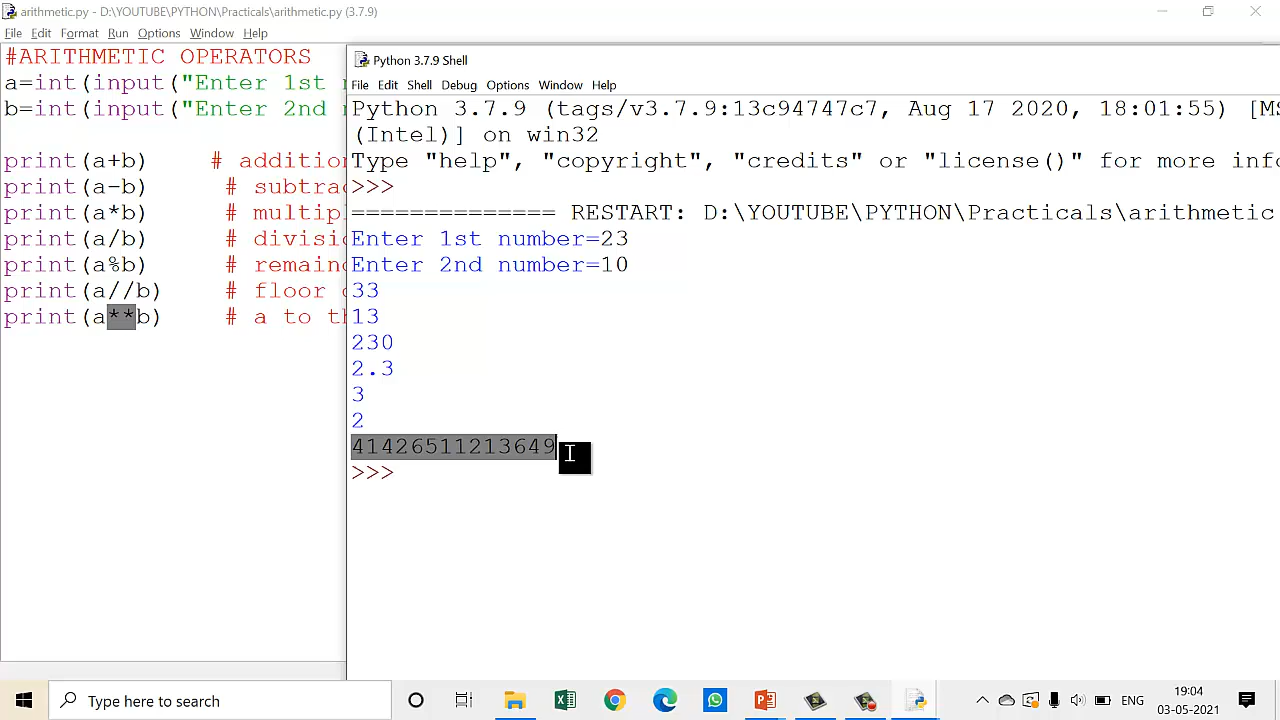 arithmetic.py - D:\YOUTUBE\PYTHON\Practicals\arithmetic.py (3.7.9)
File Edit Format Run Options Window Help
#ARITHMETIC OPERATORS
a=int(input("Enter 1st
b=int(input("Enter 2nd
print(a+b) # addition
print(a-b) # subtrac
print(a*b) # multipl
print(a/b) # divisio
print(a%b) # remain
print(a//b) # floor
print(a**b) # a to th
Python 3.7.9 Shell
File Edit Shell Debug Options Window Help
Python 3.7.9 (tags/v3.7.9:13c94747c7, Aug 17 2020, 18:01:55) [MS
(Intel)] on win32
Type "help", "copyright", "credits" or "license()" for more info
>>>
============== RESTART: D:\YOUTUBE\PYTHON\Practicals\arithmetic
Enter 1st number=23
Enter 2nd number=10
33
13
230
2.3
3
2
41426511213649
>>>
Type here to search
ENG
19:04
03-05-2021